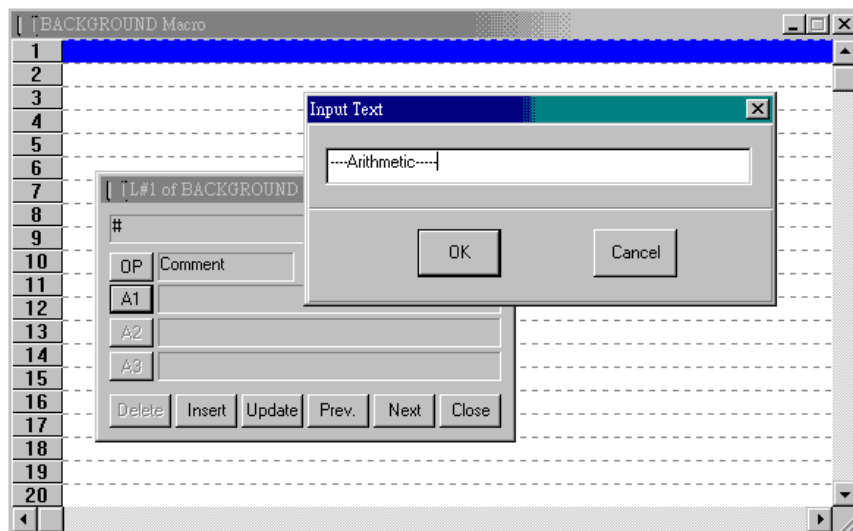 BACKGROUND Macro
1
2
3
4
5
6
7
8
9
10
11
12
13
14
15
16
17
18
19
20
Input Text
----Arithmetic-----
OK
Cancel
L#1 of BACKGROUND
#
OP Comment
A1
A2
A3
Delete Insert Update Prev. Next Close